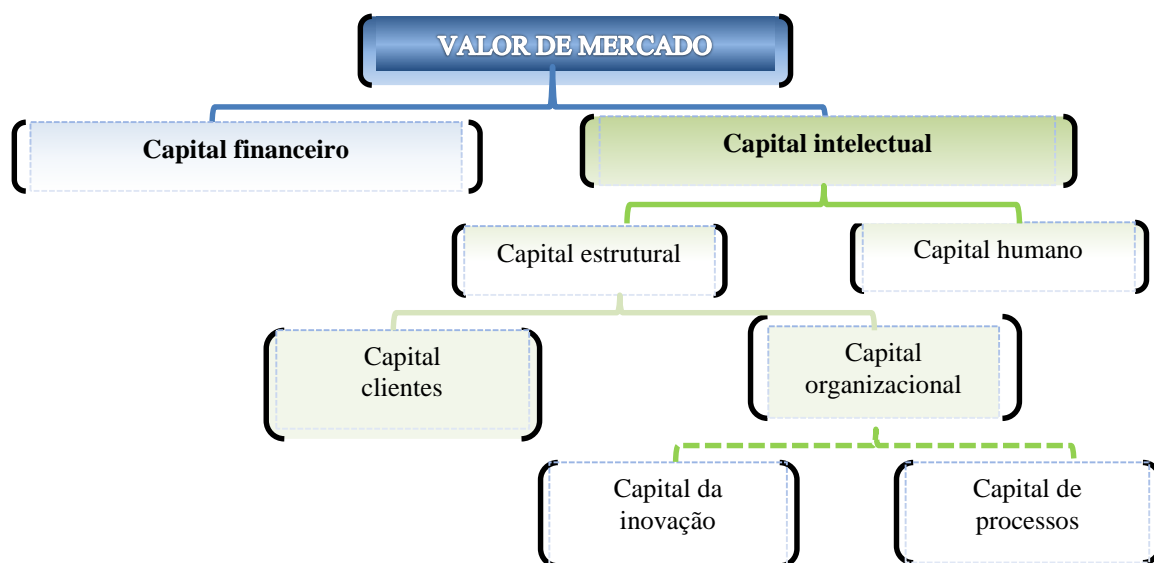 VALOR DE MERCADO
Capital financeiro
Capital intelectual
Capital estrutural
Capital humano
Capital
clientes
Capital
organizacional
Capital da
inovação
Capital de
processos